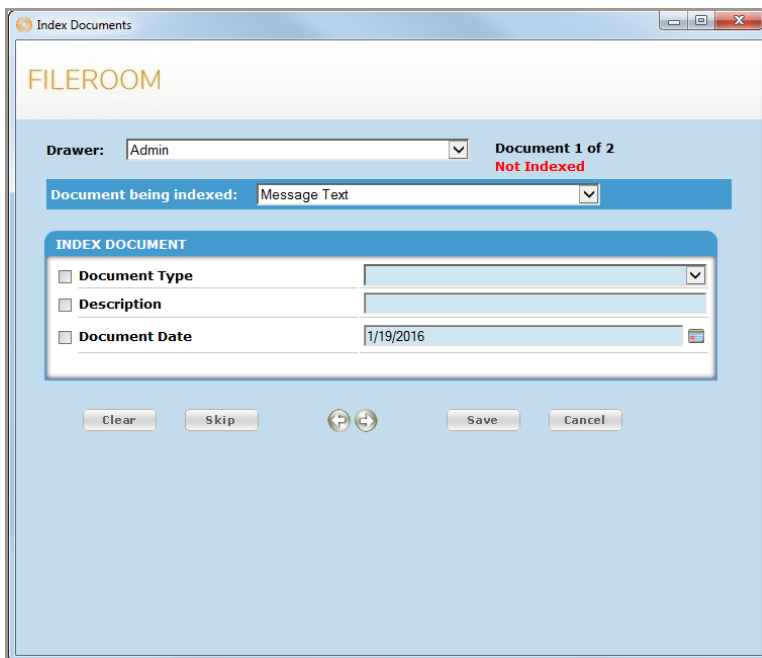 Index Documents
FILEROOM
Drawer: Admin Document 1 of 2
Not Indexed
Document being indexed: Message Text
INDEX DOCUMENT
Document Type
Description
Document Date 1/19/2016
Clear Skip Save Cancel